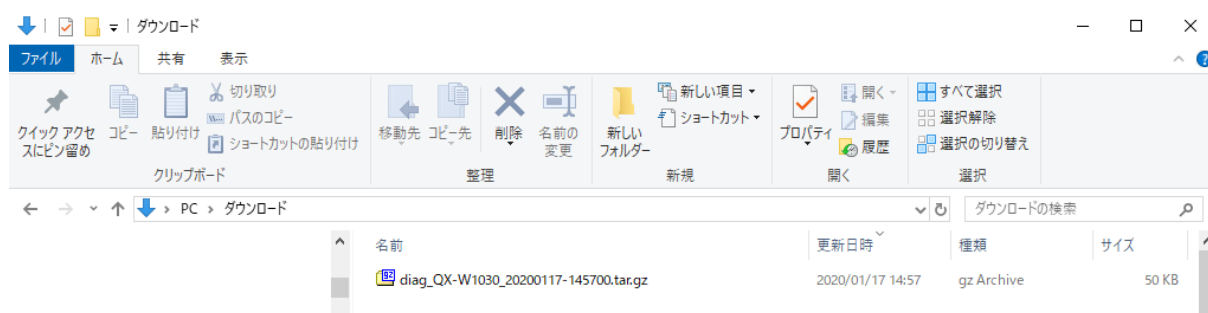 ダウンロード
ファイル ホーム 共有 表示
クイック アクセスにピン留め
コピー
貼り付け
切り取り
パスのコピー
ショートカットの貼り付け
クリップボード
移動先
コピー先
削除
名前の変更
整理
新しいフォルダー
新しい項目
ショートカット
新規
プロパティ
開く
編集
履歴
開く
すべて選択
選択解除
選択の切り替え
選択
PC › ダウンロード
ダウンロードの検索
名前 更新日時 種類 サイズ
diag_QX-W1030_20200117-145700.tar.gz 2020/01/17 14:57 gz Archive 50 KB